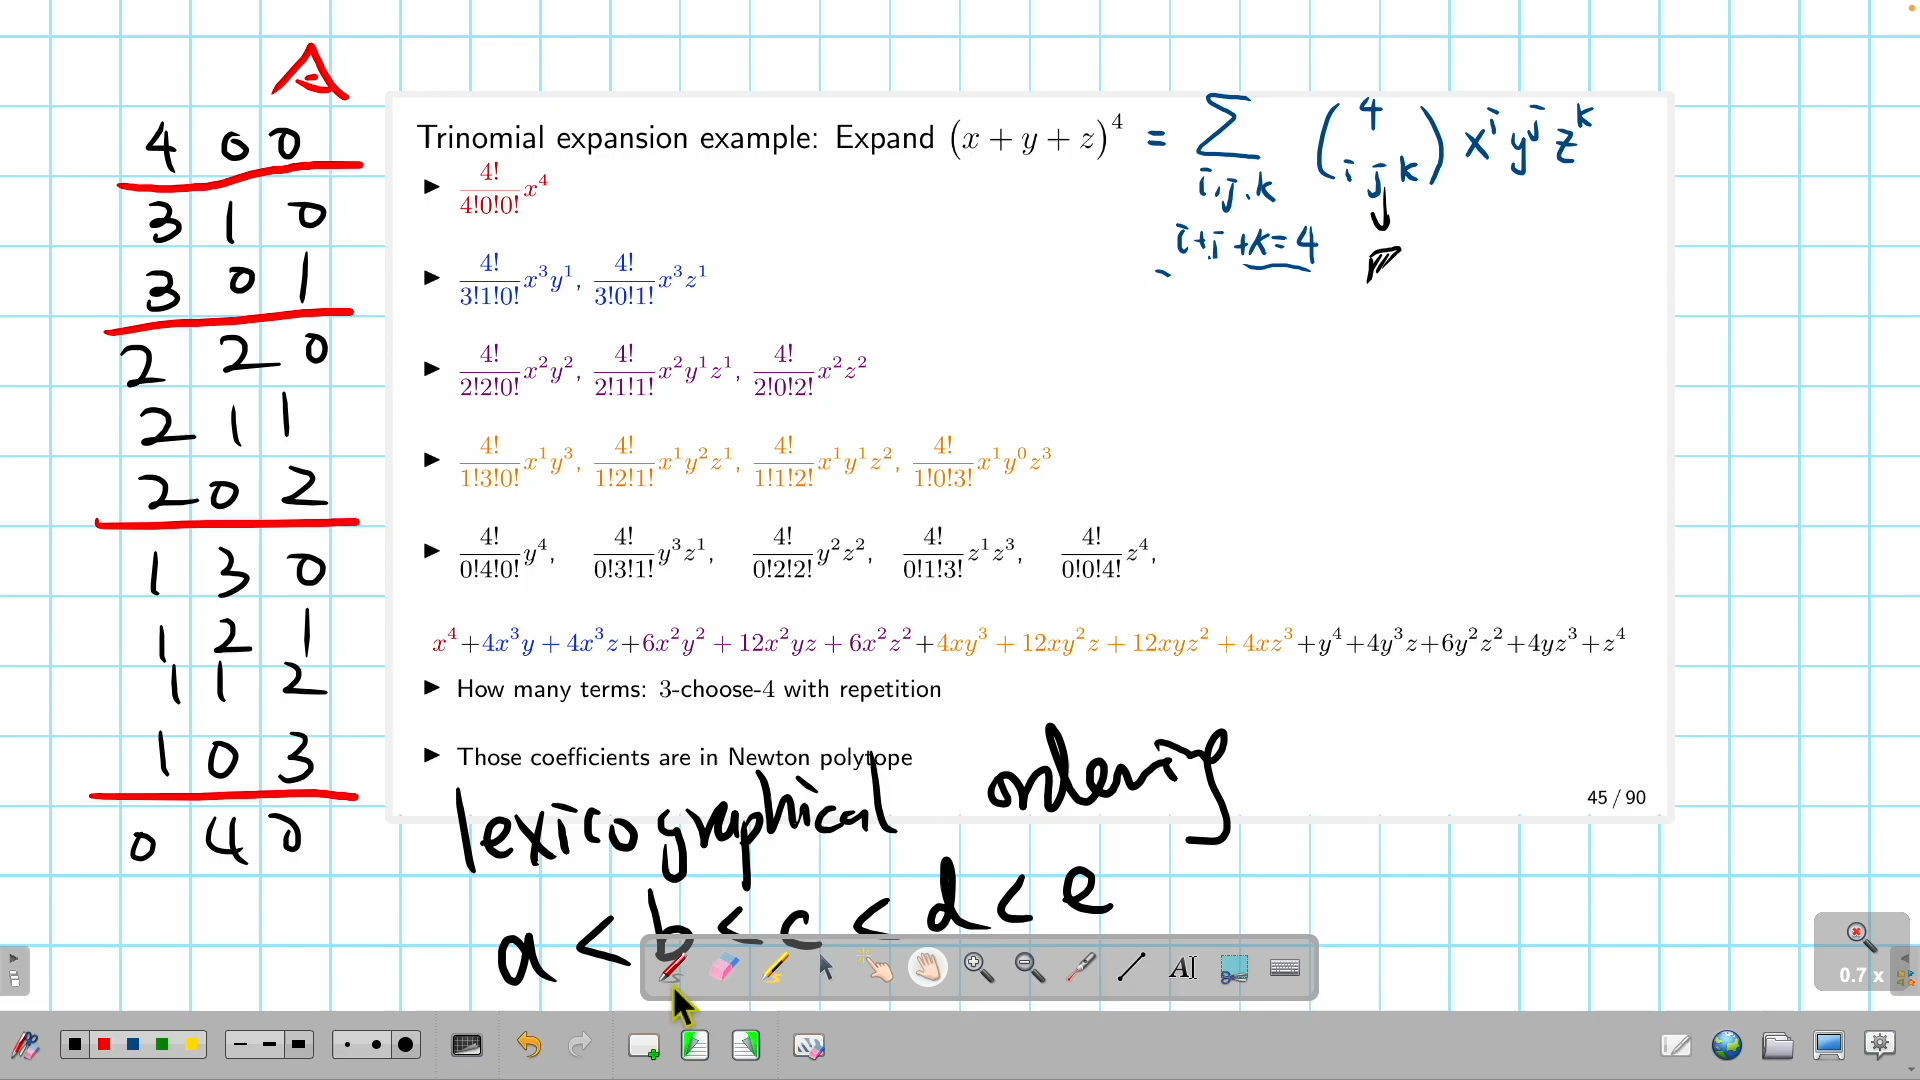 A
4 0 0
3 1 0
3 0 1
2 2 0
2 1 1
2 0 2
1 3 0
1 2 1
1 1 2
1 0 3
0 4 0
Trinomial expansion example: Expand (x + y + z)^4 = ∑_{i,j,k i+j+k=4} (4 i j k) x^i y^j z^k
▶ 4!/4!0!0! x^4
▶ 4!/3!1!0! x^3y^1, 4!/3!0!1! x^3z^1
▶ 4!/2!2!0! x^2y^2, 4!/2!1!1! x^2y^1z^1, 4!/2!0!2! x^2z^2
▶ 4!/1!3!0! x^1y^3, 4!/1!2!1! x^1y^2z^1, 4!/1!1!2! x^1y^1z^2, 4!/1!0!3! x^1y^0z^3
▶ 4!/0!4!0! y^4, 4!/0!3!1! y^3z^1, 4!/0!2!2! y^2z^2, 4!/0!1!3! z^1z^3, 4!/0!0!4! z^4,
x^4+4x^3y + 4x^3z+6x^2y^2 + 12x^2yz + 6x^2z^2+4xy^3 + 12xy^2z + 12xyz^2 + 4xz^3+y^4+4y^3z+6y^2z^2+4yz^3+z^4
▶ How many terms: 3-choose-4 with repetition
▶ Those coefficients are in Newton polytope
45 / 90
lexicographical ordering
a < b < c < d < e
AI
0.7 x